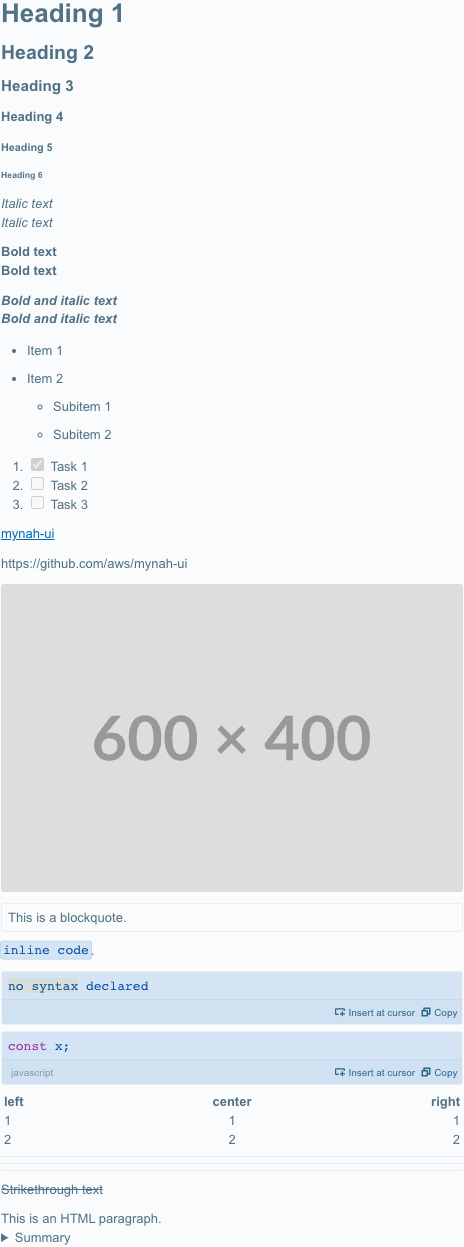 Heading 1
Heading 2
Heading 3
Heading 4
Heading 5
Heading 6
Italic text
Italic text
Bold text
Bold text
Bold and italic text
Bold and italic text
• Item 1
• Item 2
◦ Subitem 1
◦ Subitem 2
1. Task 1
2. Task 2
3. Task 3
mynah-ui
https://github.com/aws/mynah-ui
600 × 400
This is a blockquote.
inline code.
no syntax declared
Insert at cursor Copy
const x;
javascript Insert at cursor Copy
left center right
1 1 1
2 2 2
Strikethrough text
This is an HTML paragraph.
Summary